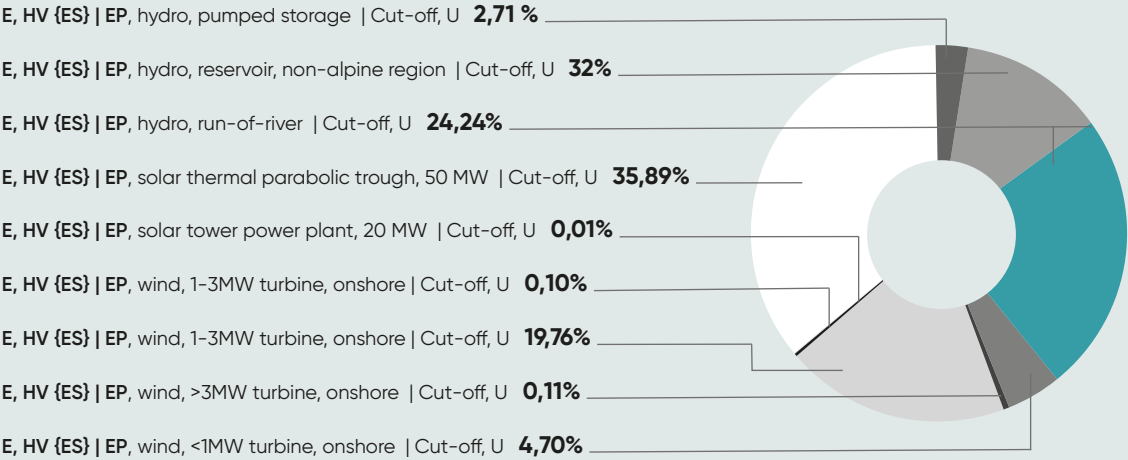 E, HV {ES} | EP, hydro, pumped storage | Cut-off, U 2,71 %
E, HV {ES} | EP, hydro, reservoir, non-alpine region | Cut-off, U 32%
E, HV {ES} | EP, hydro, run-of-river | Cut-off, U 24,24%
E, HV {ES} | EP, solar thermal parabolic trough, 50 MW | Cut-off, U 35,89%
E, HV {ES} | EP, solar tower power plant, 20 MW | Cut-off, U 0,01%
E, HV {ES} | EP, wind, 1-3MW turbine, onshore | Cut-off, U 0,10%
E, HV {ES} | EP, wind, 1-3MW turbine, onshore | Cut-off, U 19,76%
E, HV {ES} | EP, wind, >3MW turbine, onshore | Cut-off, U 0,11%
E, HV {ES} | EP, wind, <1MW turbine, onshore | Cut-off, U 4,70%